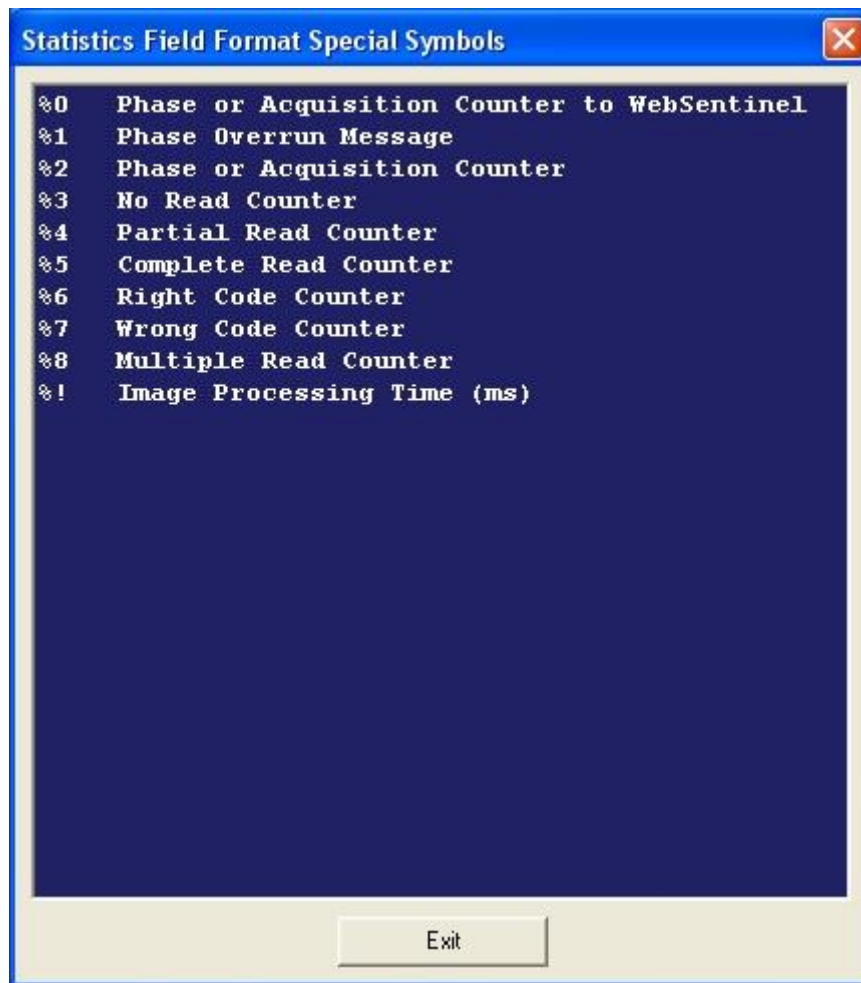 Statistics Field Format Special Symbols
%0 Phase or Acquisition Counter to WebSentinel
%1 Phase Overrun Message
%2 Phase or Acquisition Counter
%3 No Read Counter
%4 Partial Read Counter
%5 Complete Read Counter
%6 Right Code Counter
%7 Wrong Code Counter
%8 Multiple Read Counter
%! Image Processing Time (ms)
Exit